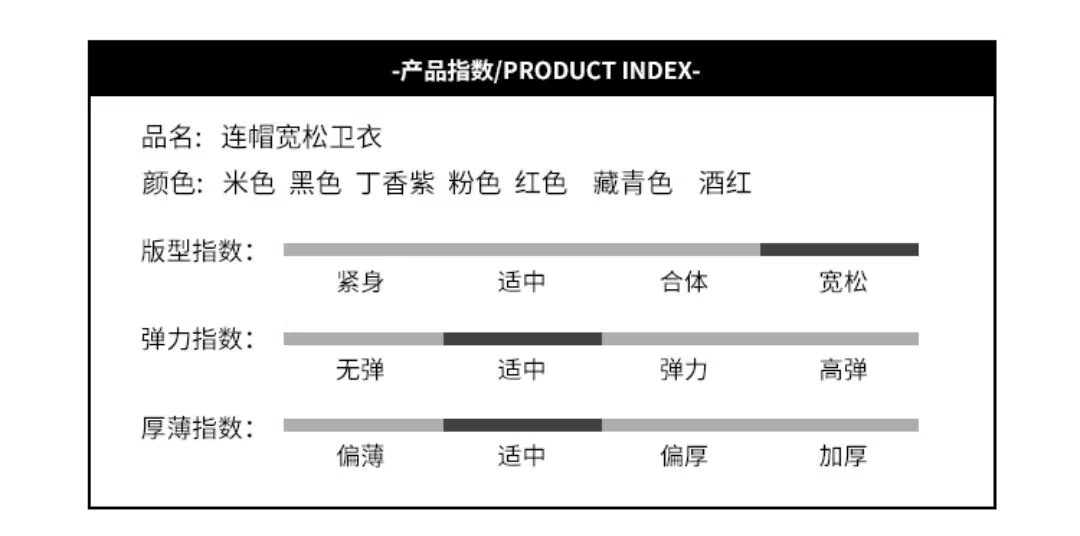 -产品指数/PRODUCT INDEX-
品名：连帽宽松卫衣
颜色: 米色 黑色 丁香紫 粉色 红色 藏青色 酒红
版型指数：
紧身 适中 合体 宽松
弹力指数：
无弹 适中 弹力 高弹
厚薄指数：
偏薄 适中 偏厚 加厚